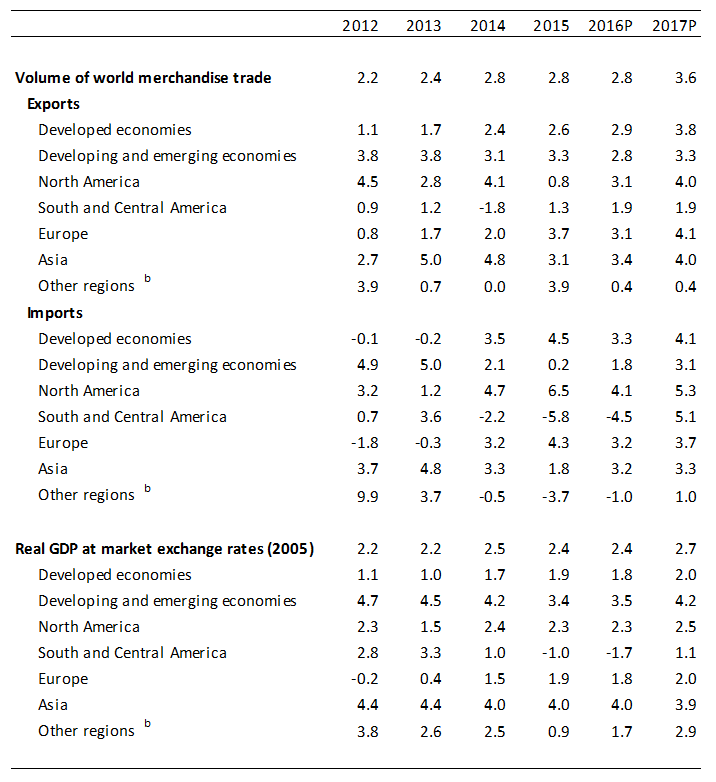 2012 2013 2014 2015 2016P 2017P
Volume of world merchandise trade 2.2 2.4 2.8 2.8 2.8 3.6
Exports
Developed economies 1.1 1.7 2.4 2.6 2.9 3.8
Developing and emerging economies 3.8 3.8 3.1 3.3 2.8 3.3
North America 4.5 2.8 4.1 0.8 3.1 4.0
South and Central America 0.9 1.2 -1.8 1.3 1.9 1.9
Europe 0.8 1.7 2.0 3.7 3.1 4.1
Asia 2.7 5.0 4.8 3.1 3.4 4.0
Other regions b 3.9 0.7 0.0 3.9 0.4 0.4
Imports
Developed economies -0.1 -0.2 3.5 4.5 3.3 4.1
Developing and emerging economies 4.9 5.0 2.1 0.2 1.8 3.1
North America 3.2 1.2 4.7 6.5 4.1 5.3
South and Central America 0.7 3.6 -2.2 -5.8 -4.5 5.1
Europe -1.8 -0.3 3.2 4.3 3.2 3.7
Asia 3.7 4.8 3.3 1.8 3.2 3.3
Other regions b 9.9 3.7 -0.5 -3.7 -1.0 1.0
Real GDP at market exchange rates (2005) 2.2 2.2 2.5 2.4 2.4 2.7
Developed economies 1.1 1.0 1.7 1.9 1.8 2.0
Developing and emerging economies 4.7 4.5 4.2 3.4 3.5 4.2
North America 2.3 1.5 2.4 2.3 2.3 2.5
South and Central America 2.8 3.3 1.0 -1.0 -1.7 1.1
Europe -0.2 0.4 1.5 1.9 1.8 2.0
Asia 4.4 4.4 4.0 4.0 4.0 3.9
Other regions b 3.8 2.6 2.5 0.9 1.7 2.9